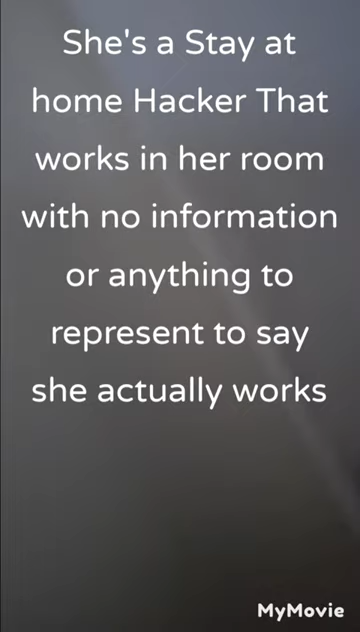 She's a Stay at
home Hacker That
works in her room
with no information
or anything to
represent to say
she actually works
MyMovie